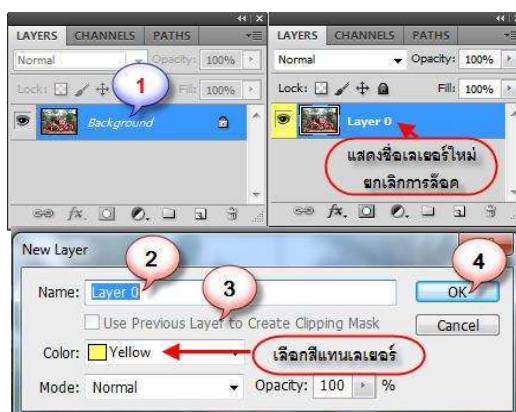 LAYERS CHANNELS PATHS
Normal Opacity: 100%
Lock: Fill: 100%
1
Background
LAYERS CHANNELS PATHS
Normal Opacity: 100%
Lock: Fill: 100%
Layer 0
แสดงชื่อเลเยอร์ใหม่
ยกเลิกการล๊อค
fx.
fx.
New Layer
2
4
Name: Layer 0
OK
3
Use Previous Layer to Create Clipping Mask
Cancel
Color: Yellow
เลือกสีแทนเลเยอร์
Mode: Normal Opacity: 100 %